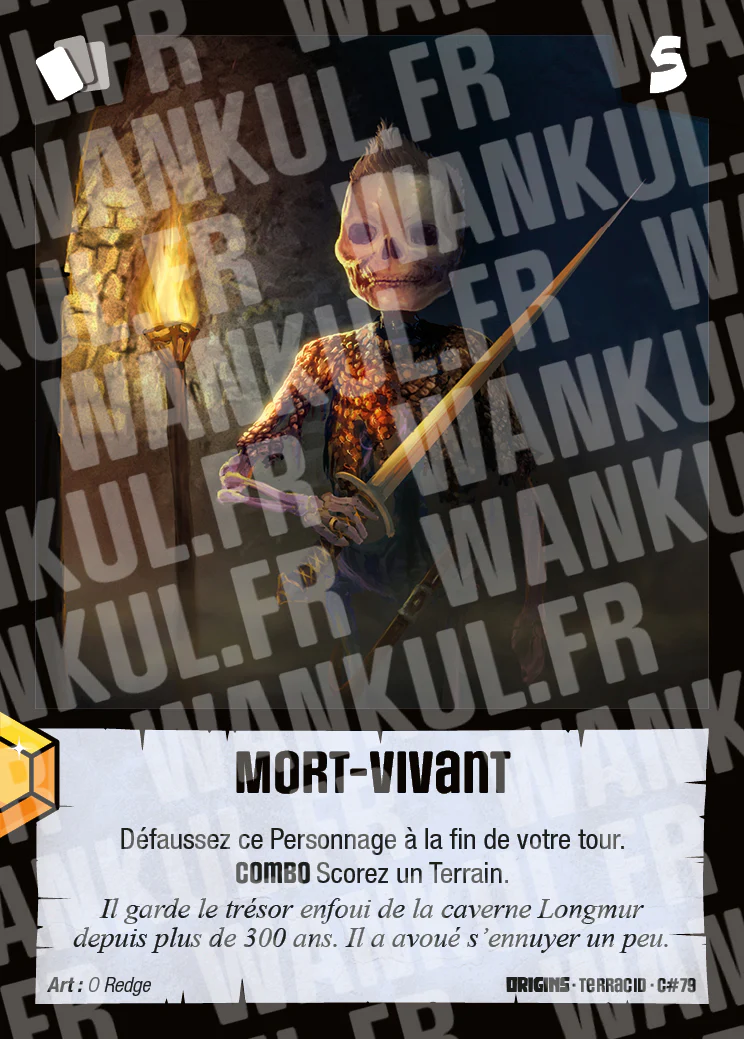 5
MORT-VIVANT
Défaussez ce Personnage à la fin de votre tour.
COMBO Scorez un Terrain.
Il garde le trésor enfoui de la caverne Longmur
depuis plus de 300 ans. Il a avoué s'ennuyer un peu.
Art : O Redge
ORIGINS · TERRACID · C#79
WANKUL.FR